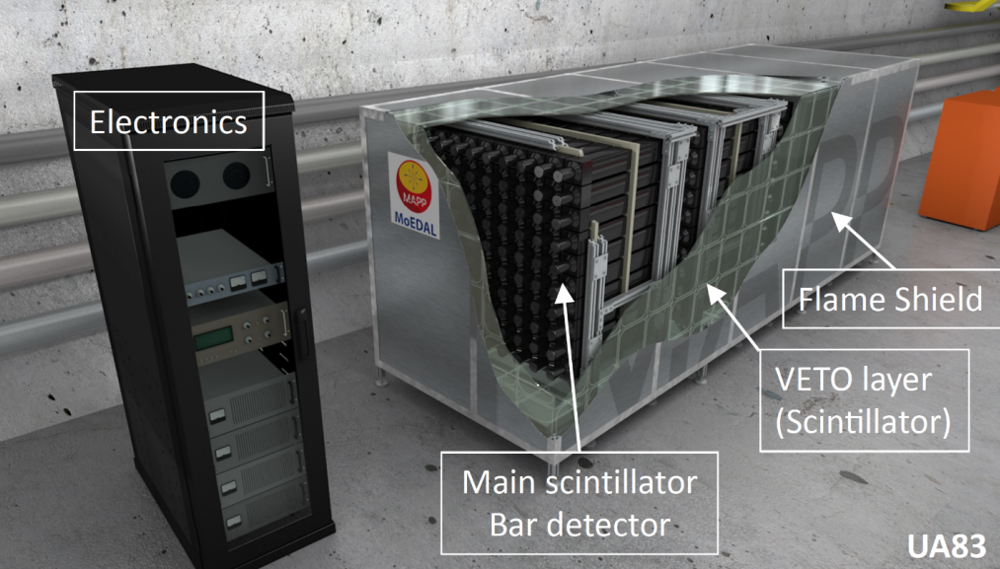 Electronics
MAPP
MoEDAL
Flame Shield
VETO layer
(Scintillator)
Main scintillator
Bar detector
UA83